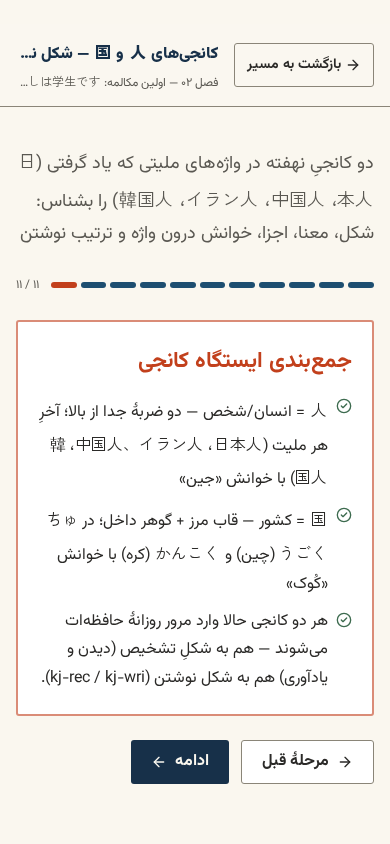 بازگشت به مسیر
کانجی‌های 人 و 国 — شکل ن...
فصل ۰۲ — اولین مکالمه: しは学生です...
دو کانجیِ نهفته در واژه‌های ملیتی که یاد گرفتی (日
本人، 中国人، イラン人، 韓国人) را بشناس:
شکل، معنا، اجزا، خوانش درون واژه و ترتیب نوشتن
۱۱ / ۱۱
جمع‌بندی ایستگاه کانجی
人 = انسان/شخص — دو ضربهٔ جدا از بالا؛ آخرِ
هر ملیت (日本人، イラン人、中国人، 韓
国人) با خوانش «جین»
国 = کشور — قاب مرز + گوهر داخل؛ در ちゅ
うごく (چین) و かんこく (کره) با خوانش
«کُوک»
هر دو کانجی حالا وارد مرور روزانهٔ حافظه‌ات
می‌شوند — هم به شکلِ تشخیص (دیدن و
یادآوری) هم به شکل نوشتن (kj-rec / kj-wri).
مرحلهٔ قبل
ادامه